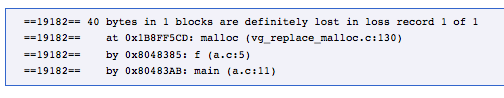 ==19182== 40 bytes in 1 blocks are definitely lost in loss record 1 of 1
==19182==    at 0x1B8FF5CD: malloc (vg_replace_malloc.c:130)
==19182==    by 0x8048385: f (a.c:5)
==19182==    by 0x80483AB: main (a.c:11)